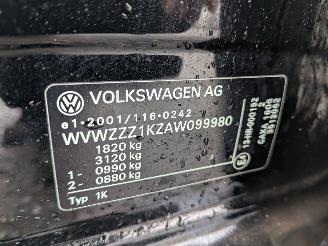 VOLKSWAGEN AG
e1*2001/116*0242
WVWZZZ1KZAW099980
1820 kg
3120 kg
1- 0990 kg
2- 0880 kg
Typ 1K
E4